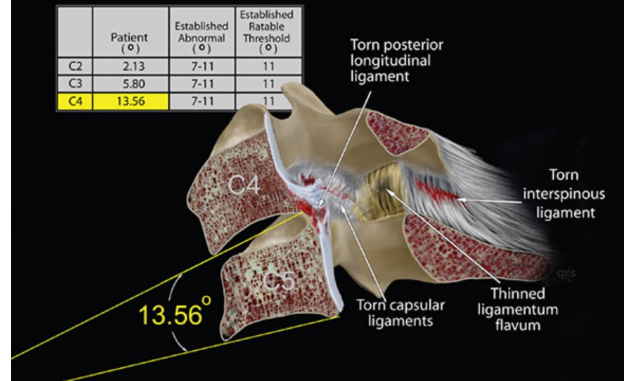 Patient
(°)
Established
Abnormal
(°)
Established
Ratable
Threshold
(°)
C2 2.13 7-11 11
C3 5.80 7-11 11
C4 13.56 7-11 11
Torn posterior
longitudinal
ligament
C4
Torn
interspinous
ligament
C5
13.56°
Torn capsular
ligaments
Thinned
ligamentum
flavum